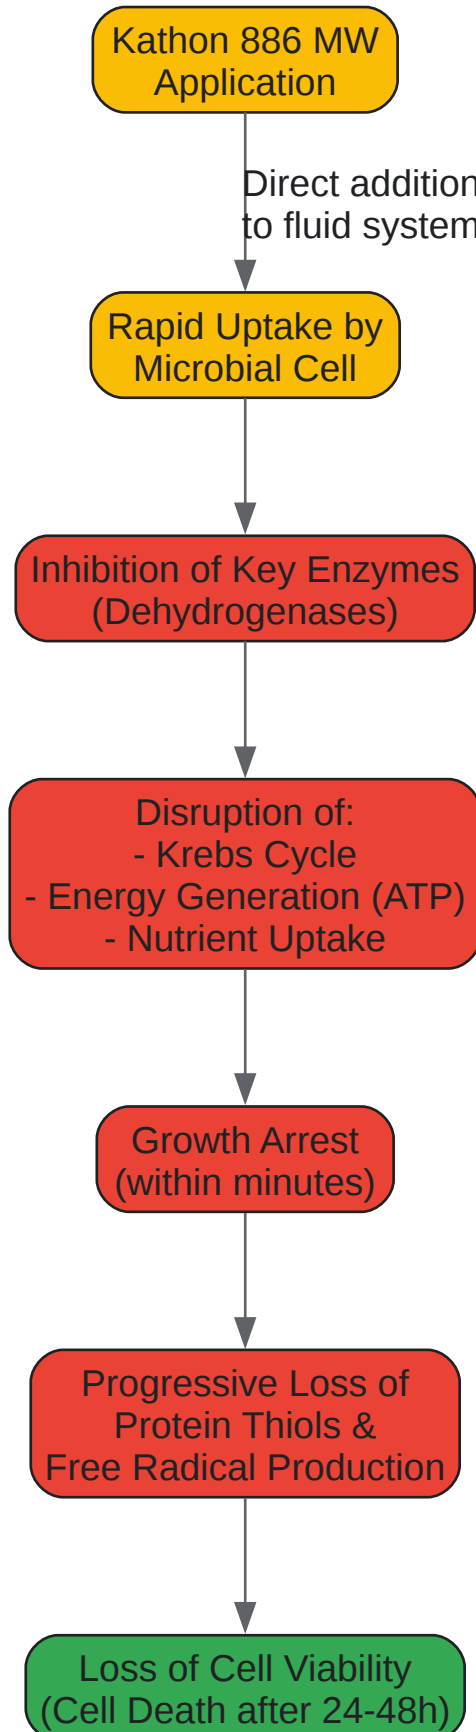 Kathon 886 MW
Application
Direct addition
to fluid system
Rapid Uptake by
Microbial Cell
Inhibition of Key Enzymes
(Dehydrogenases)
Disruption of:
- Krebs Cycle
- Energy Generation (ATP)
- Nutrient Uptake
Growth Arrest
(within minutes)
Progressive Loss of
Protein Thiols &
Free Radical Production
Loss of Cell Viability
(Cell Death after 24-48h)